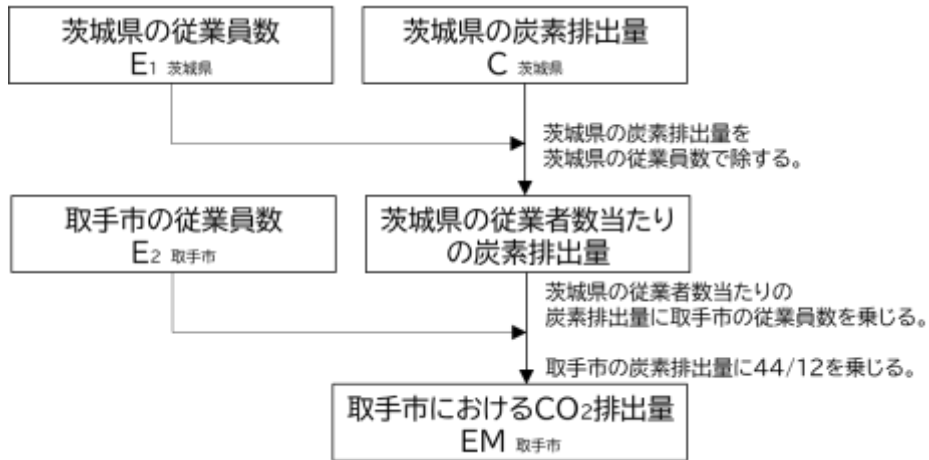 茨城県の従業員数
E1 茨城県
茨城県の炭素排出量
C 茨城県
茨城県の炭素排出量を
茨城県の従業員数で除する。
取手市の従業員数
E2 取手市
茨城県の従業者数当たり
の炭素排出量
茨城県の従業者数当たりの
炭素排出量に取手市の従業員数を乗じる。
取手市の炭素排出量に44/12を乗じる。
取手市におけるCO2排出量
EM 取手市